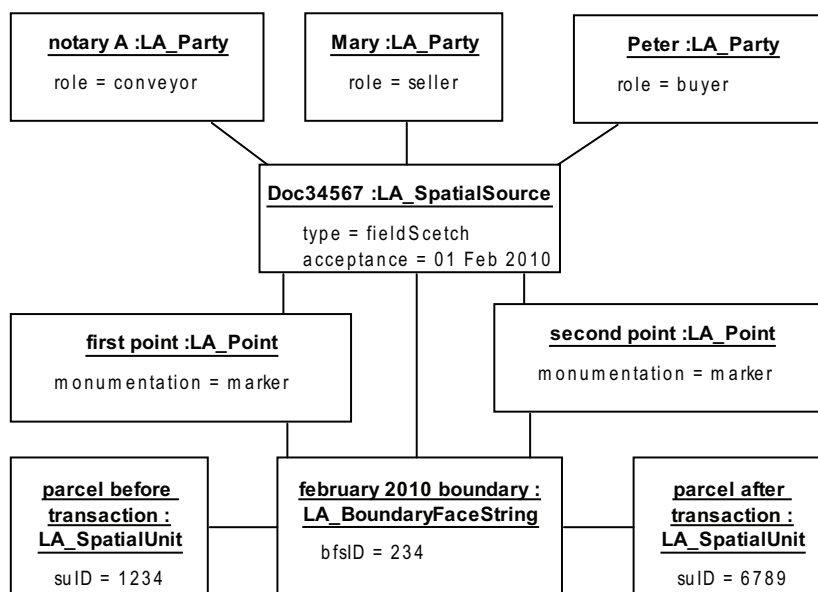 notary A :LA_Party
role = conveyor
Mary :LA_Party
role = seller
Peter :LA_Party
role = buyer
Doc34567 :LA_SpatialSource
type = fieldScetch
acceptance = 01 Feb 2010
first point :LA_Point
monumentation = marker
second point :LA_Point
monumentation = marker
parcel before
transaction :
LA_SpatialUnit
suID = 1234
february 2010 boundary :
LA_BoundaryFaceString
bfsID = 234
parcel after
transaction :
LA_SpatialUnit
suID = 6789